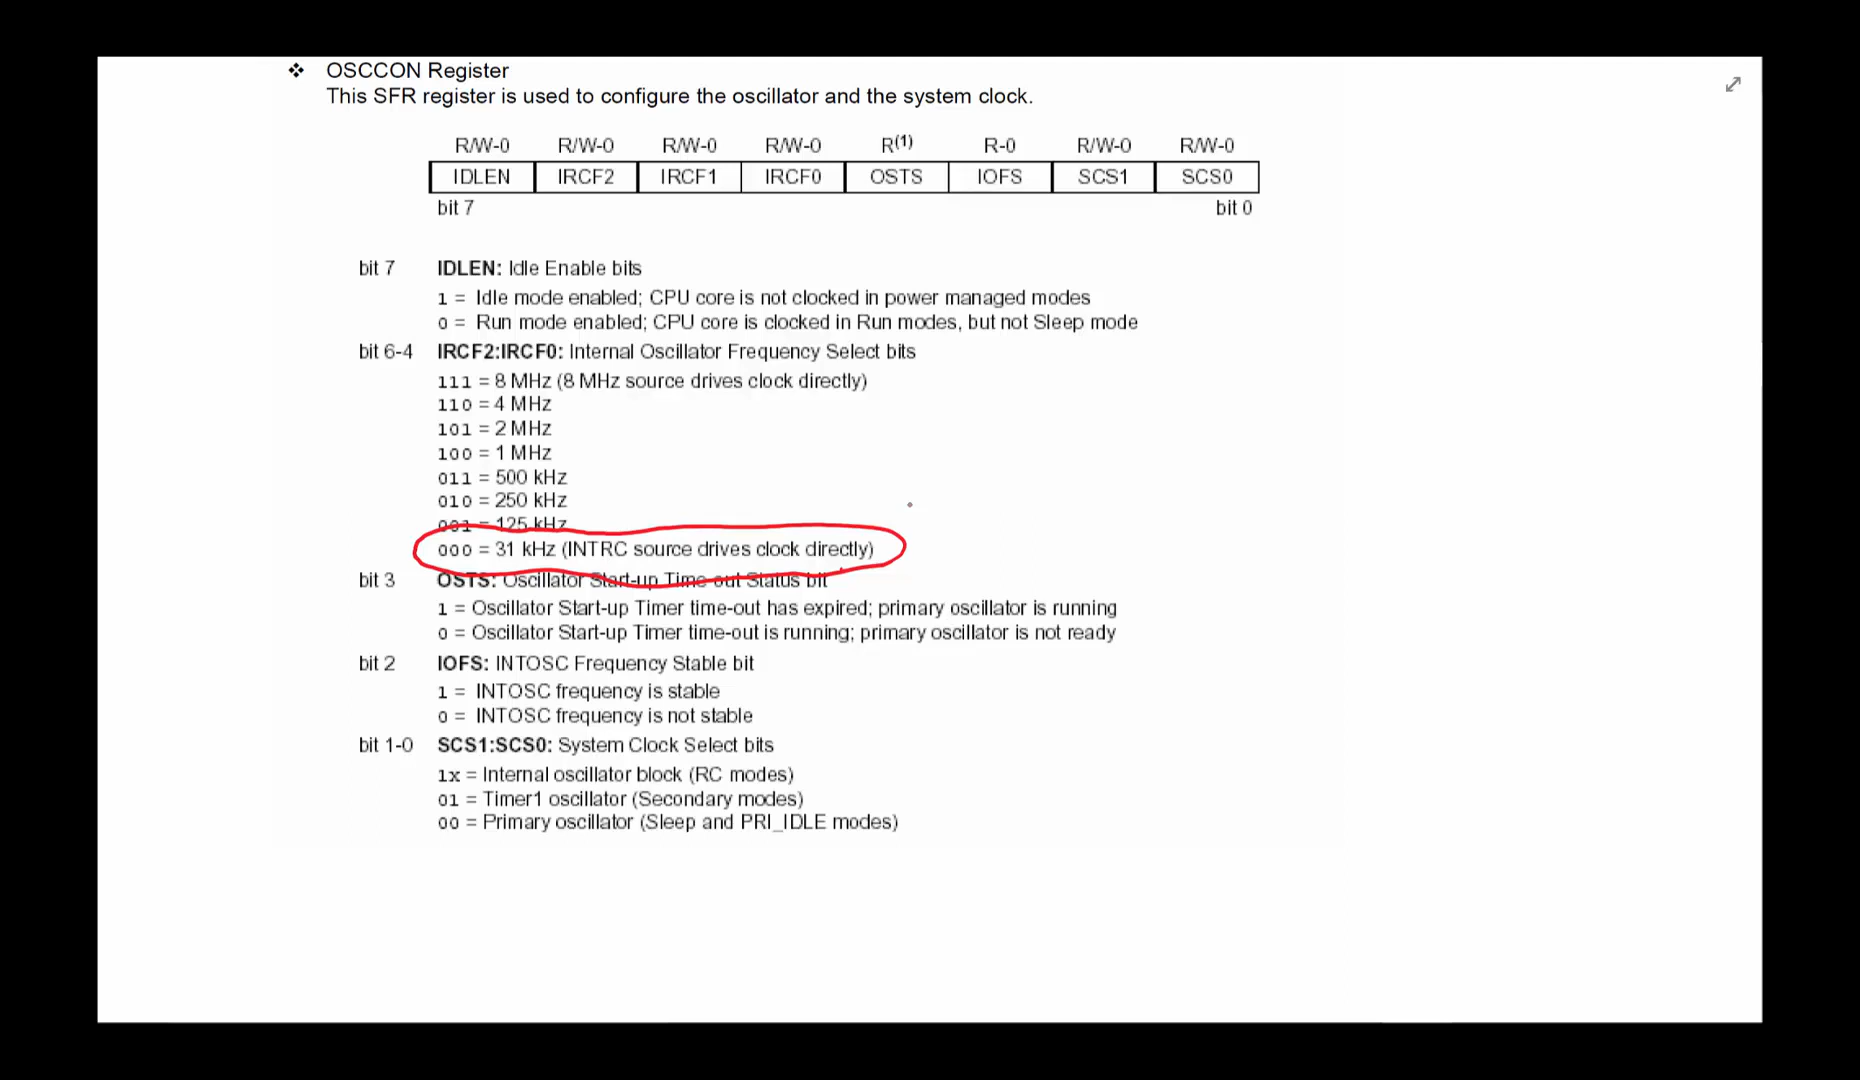 ❖ OSCCON Register
This SFR register is used to configure the oscillator and the system clock.
R/W-0 R/W-0 R/W-0 R/W-0 R(1) R-0 R/W-0 R/W-0
IDLEN IRCF2 IRCF1 IRCF0 OSTS IOFS SCS1 SCS0
bit 7 bit 0
bit 7 IDLEN: Idle Enable bits
1 = Idle mode enabled; CPU core is not clocked in power managed modes
0 = Run mode enabled; CPU core is clocked in Run modes, but not Sleep mode
bit 6-4 IRCF2:IRCF0: Internal Oscillator Frequency Select bits
111 = 8 MHz (8 MHz source drives clock directly)
110 = 4 MHz
101 = 2 MHz
100 = 1 MHz
011 = 500 kHz
010 = 250 kHz
001 = 125 kHz
000 = 31 kHz (INTRC source drives clock directly)
bit 3 OSTS: Oscillator Start-up Time-out Status bit
1 = Oscillator Start-up Timer time-out has expired; primary oscillator is running
0 = Oscillator Start-up Timer time-out is running; primary oscillator is not ready
bit 2 IOFS: INTOSC Frequency Stable bit
1 = INTOSC frequency is stable
0 = INTOSC frequency is not stable
bit 1-0 SCS1:SCS0: System Clock Select bits
1x = Internal oscillator block (RC modes)
01 = Timer1 oscillator (Secondary modes)
00 = Primary oscillator (Sleep and PRI_IDLE modes)